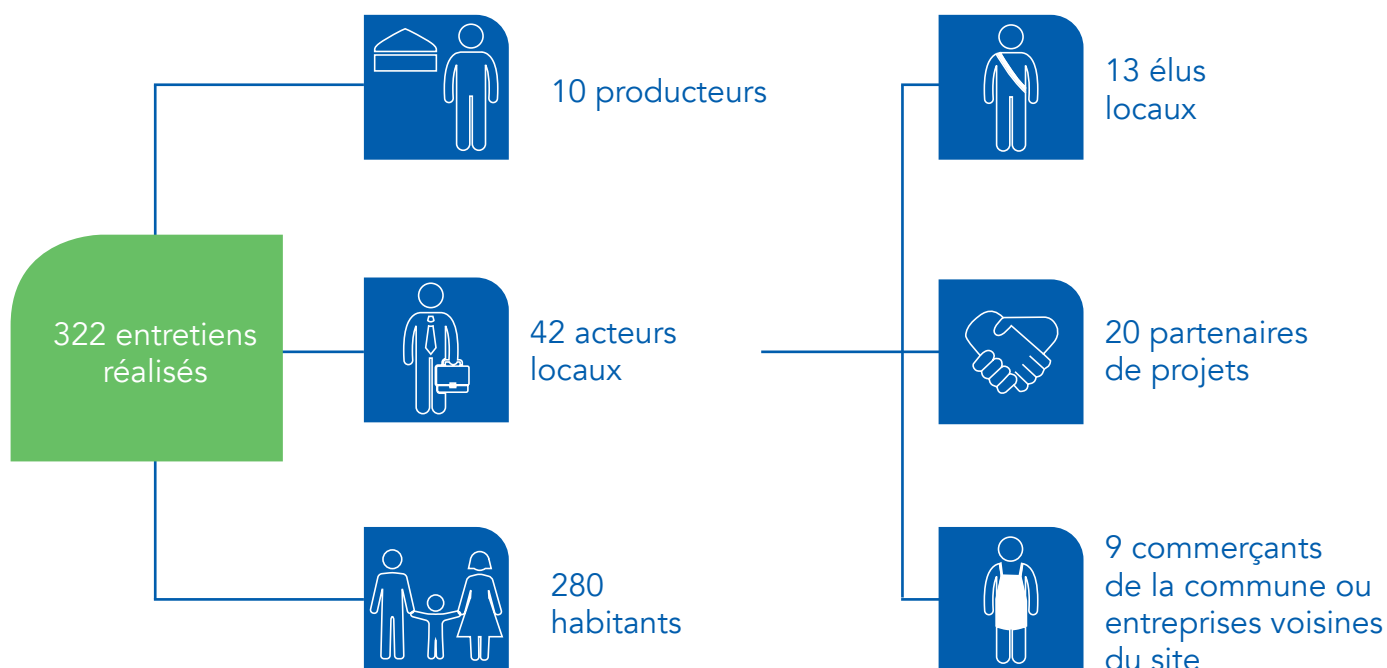 10 producteurs
13 élus
locaux
322 entretiens
réalisés
42 acteurs
locaux
20 partenaires
de projets
280
habitants
9 commerçants
de la commune ou
entreprises voisines
du site